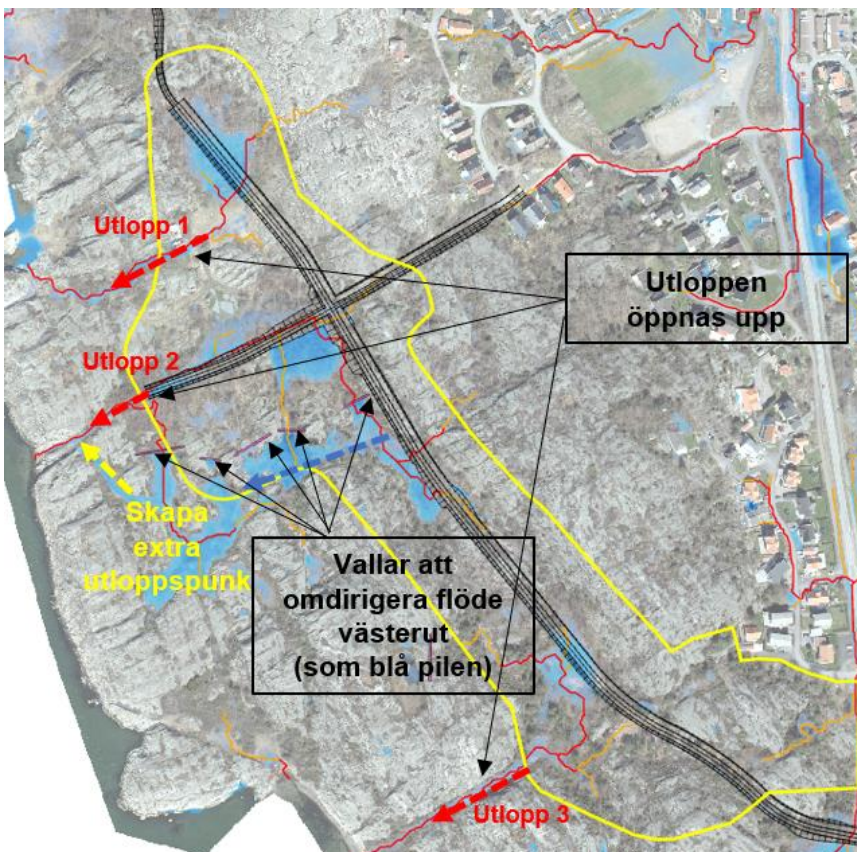 Utlopp 1
Utloppen
öppnas upp
Utlopp 2
Skapa
extra
utloppspunk
Vallar att
omdirigera flöde
västerut
(som blå pilen)
Utlopp 3